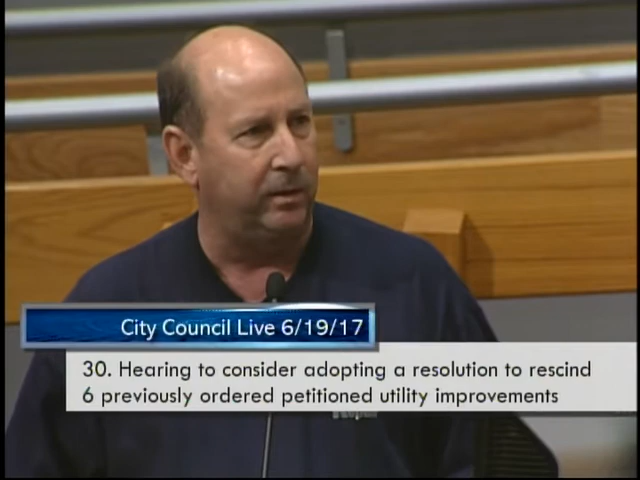 City Council Live 6/19/17
30. Hearing to consider adopting a resolution to rescind
6 previously ordered petitioned utility improvements